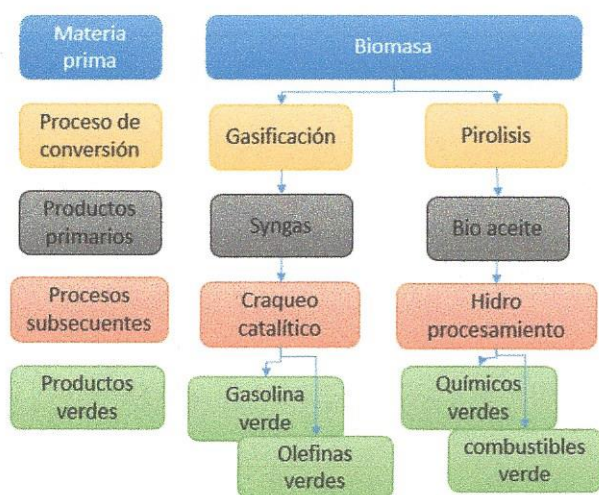 Materia
prima
Biomasa
Proceso de
conversión
Gasificación
Pirolisis
Productos
primarios
Syngas
Bio aceite
Procesos
subsecuentes
Craqueo
catalítico
Hidro
procesamiento
Productos
verdes
Gasolina
verde
Olefinas
verdes
Químicos
verdes
combustibles
verde